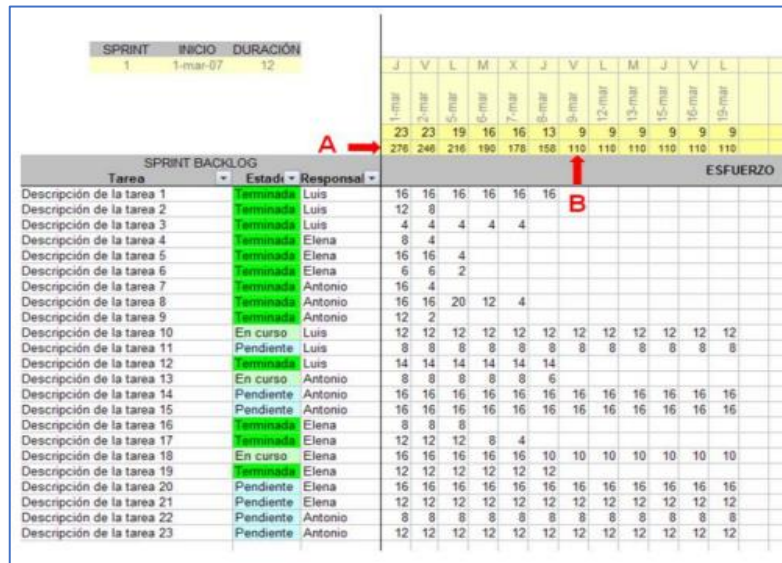 SPRINT INICIO DURACIÓN
1 1-mar-07 12
J V L M X J V L M J V L
1-mar 2-mar 5-mar 6-mar 7-mar 8-mar 9-mar 12-mar 13-mar 15-mar 16-mar 19-mar
23 23 19 16 16 13 9 9 9 9 9 9
A 276 246 216 190 178 158 110 110 110 110 110 110
SPRINT BACKLOG ESFUERZO
Tarea Estado Responsal
B
Descripción de la tarea 1 Terminada Luis 16 16 16 16 16 16
Descripción de la tarea 2 Terminada Luis 12 8
Descripción de la tarea 3 Terminada Luis 4 4 4 4 4
Descripción de la tarea 4 Terminada Elena 8 4
Descripción de la tarea 5 Terminada Elena 16 16 4
Descripción de la tarea 6 Terminada Elena 6 6 2
Descripción de la tarea 7 Terminada Antonio 16 4
Descripción de la tarea 8 Terminada Antonio 16 16 20 12 4
Descripción de la tarea 9 Terminada Antonio 12 2
Descripción de la tarea 10 En curso Luis 12 12 12 12 12 12 12 12 12 12 12 12
Descripción de la tarea 11 Pendiente Luis 8 8 8 8 8 8 8 8 8 8 8 8
Descripción de la tarea 12 Terminada Luis 14 14 14 14 14 14
Descripción de la tarea 13 En curso Antonio 8 8 8 8 8 6
Descripción de la tarea 14 Pendiente Antonio 16 16 16 16 16 16 16 16 16 16 16 16
Descripción de la tarea 15 Pendiente Antonio 16 16 16 16 16 16 16 16 16 16 16 16
Descripción de la tarea 16 Terminada Elena 8 8 8
Descripción de la tarea 17 Terminada Elena 12 12 12 8 4
Descripción de la tarea 18 En curso Elena 16 16 16 16 16 10 10 10 10 10 10 10
Descripción de la tarea 19 Terminada Elena 12 12 12 12 12 12
Descripción de la tarea 20 Pendiente Elena 16 16 16 16 16 16 16 16 16 16 16 16
Descripción de la tarea 21 Pendiente Elena 12 12 12 12 12 12 12 12 12 12 12 12
Descripción de la tarea 22 Pendiente Antonio 8 8 8 8 8 8 8 8 8 8 8 8
Descripción de la tarea 23 Pendiente Antonio 12 12 12 12 12 12 12 12 12 12 12 12